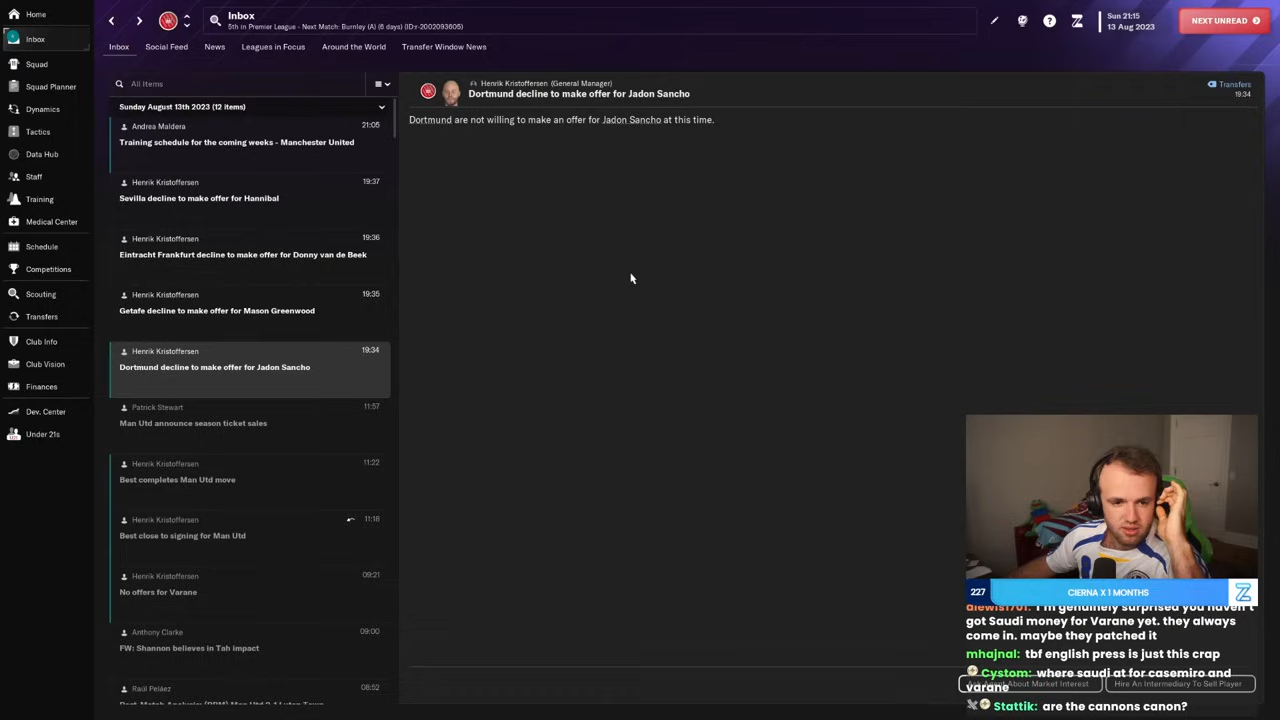 Home
Inbox
Squad
Squad Planner
Dynamics
Tactics
Data Hub
Staff
Training
Medical Center
Schedule
Competitions
Scouting
Transfers
Club Info
Club Vision
Finances
Dev. Center
Under 21s
Inbox
5th in Premier League - Next Match: Burnley (A) (6 days) (ID:r-2002093605)
Sun 21:15
13 Aug 2023
NEXT UNREAD
Inbox
Social Feed
News
Leagues in Focus
Around the World
Transfer Window News
All Items
Sunday August 13th 2023 (12 items)
Andrea Maldera 21:05
Training schedule for the coming weeks - Manchester United
Henrik Kristoffersen 19:37
Sevilla decline to make offer for Hannibal
Henrik Kristoffersen 19:36
Eintracht Frankfurt decline to make offer for Donny van de Beek
Henrik Kristoffersen 19:35
Getafe decline to make offer for Mason Greenwood
Henrik Kristoffersen 19:34
Dortmund decline to make offer for Jadon Sancho
Patrick Stewart 11:57
Man Utd announce season ticket sales
Henrik Kristoffersen 11:22
Best completes Man Utd move
Henrik Kristoffersen 11:18
Best close to signing for Man Utd
Henrik Kristoffersen 09:21
No offers for Varane
Anthony Clarke 09:00
FW: Shannon believes in Tah impact
Raúl Peláez 08:52
Henrik Kristoffersen (General Manager)
Dortmund decline to make offer for Jadon Sancho
Transfers
19:34
Dortmund are not willing to make an offer for Jadon Sancho at this time.
227 CIERNA X 1 MONTHS
alewis1701: I'm genuinely surprised you haven't
got Saudi money for Varane yet. they always
come in. maybe they patched it
mhajnal: tbf english press is just this crap
Cystom: where saudi at for casemiro and
varane
About Market Interest
Hire An Intermediary To Sell Player
Stattik: are the cannons canon?